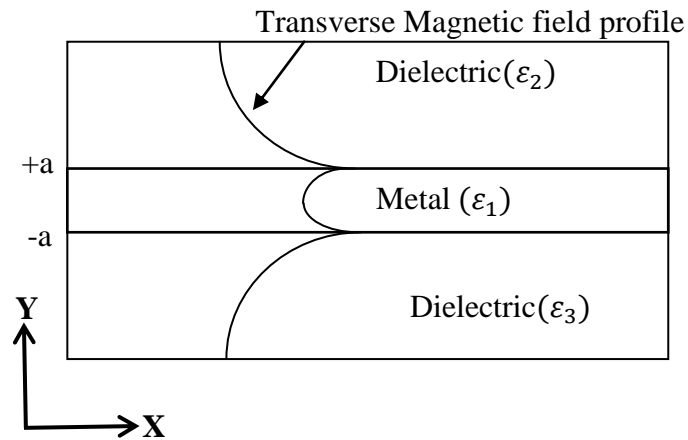 Transverse Magnetic field profile
Dielectric(ε₂)
+a
Metal (ε₁)
-a
Dielectric(ε₃)
Y
X